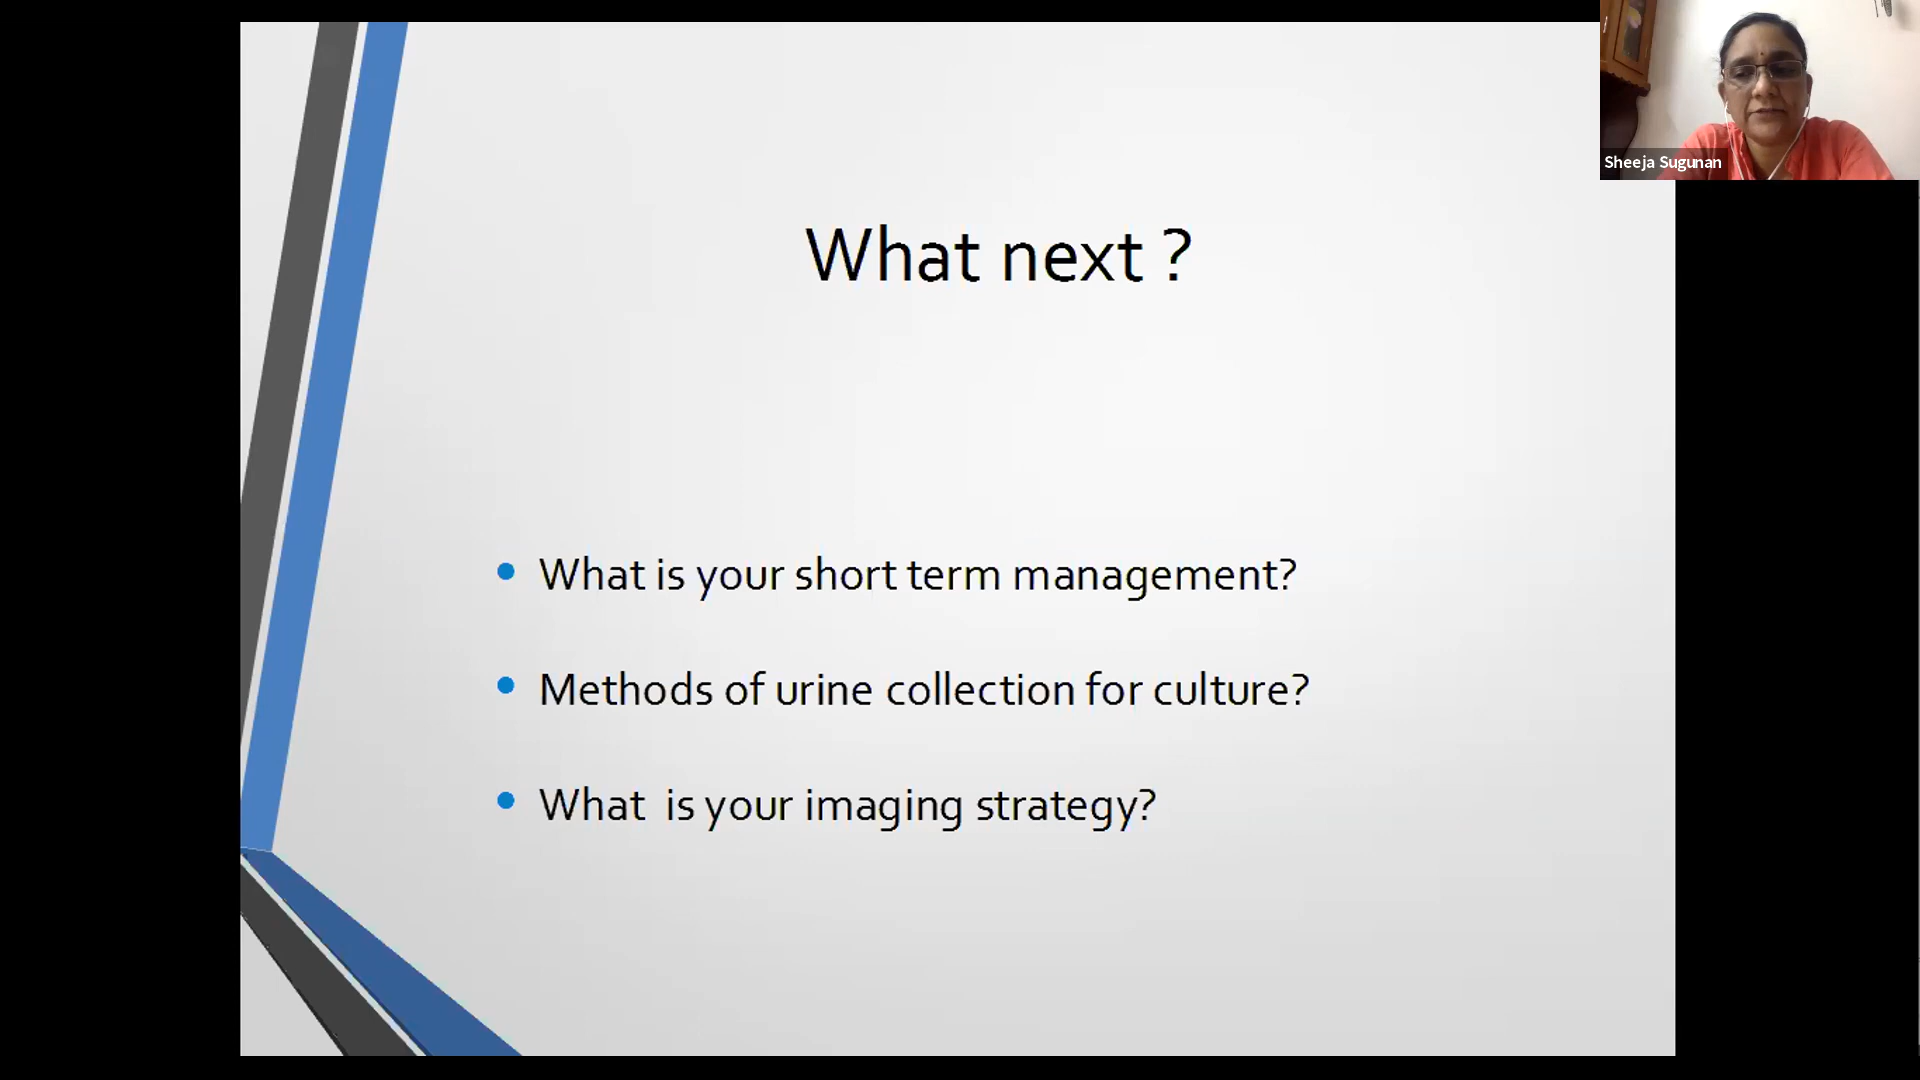 Sheeja Sugunan
What next ?
What is your short term management?
Methods of urine collection for culture?
What is your imaging strategy?